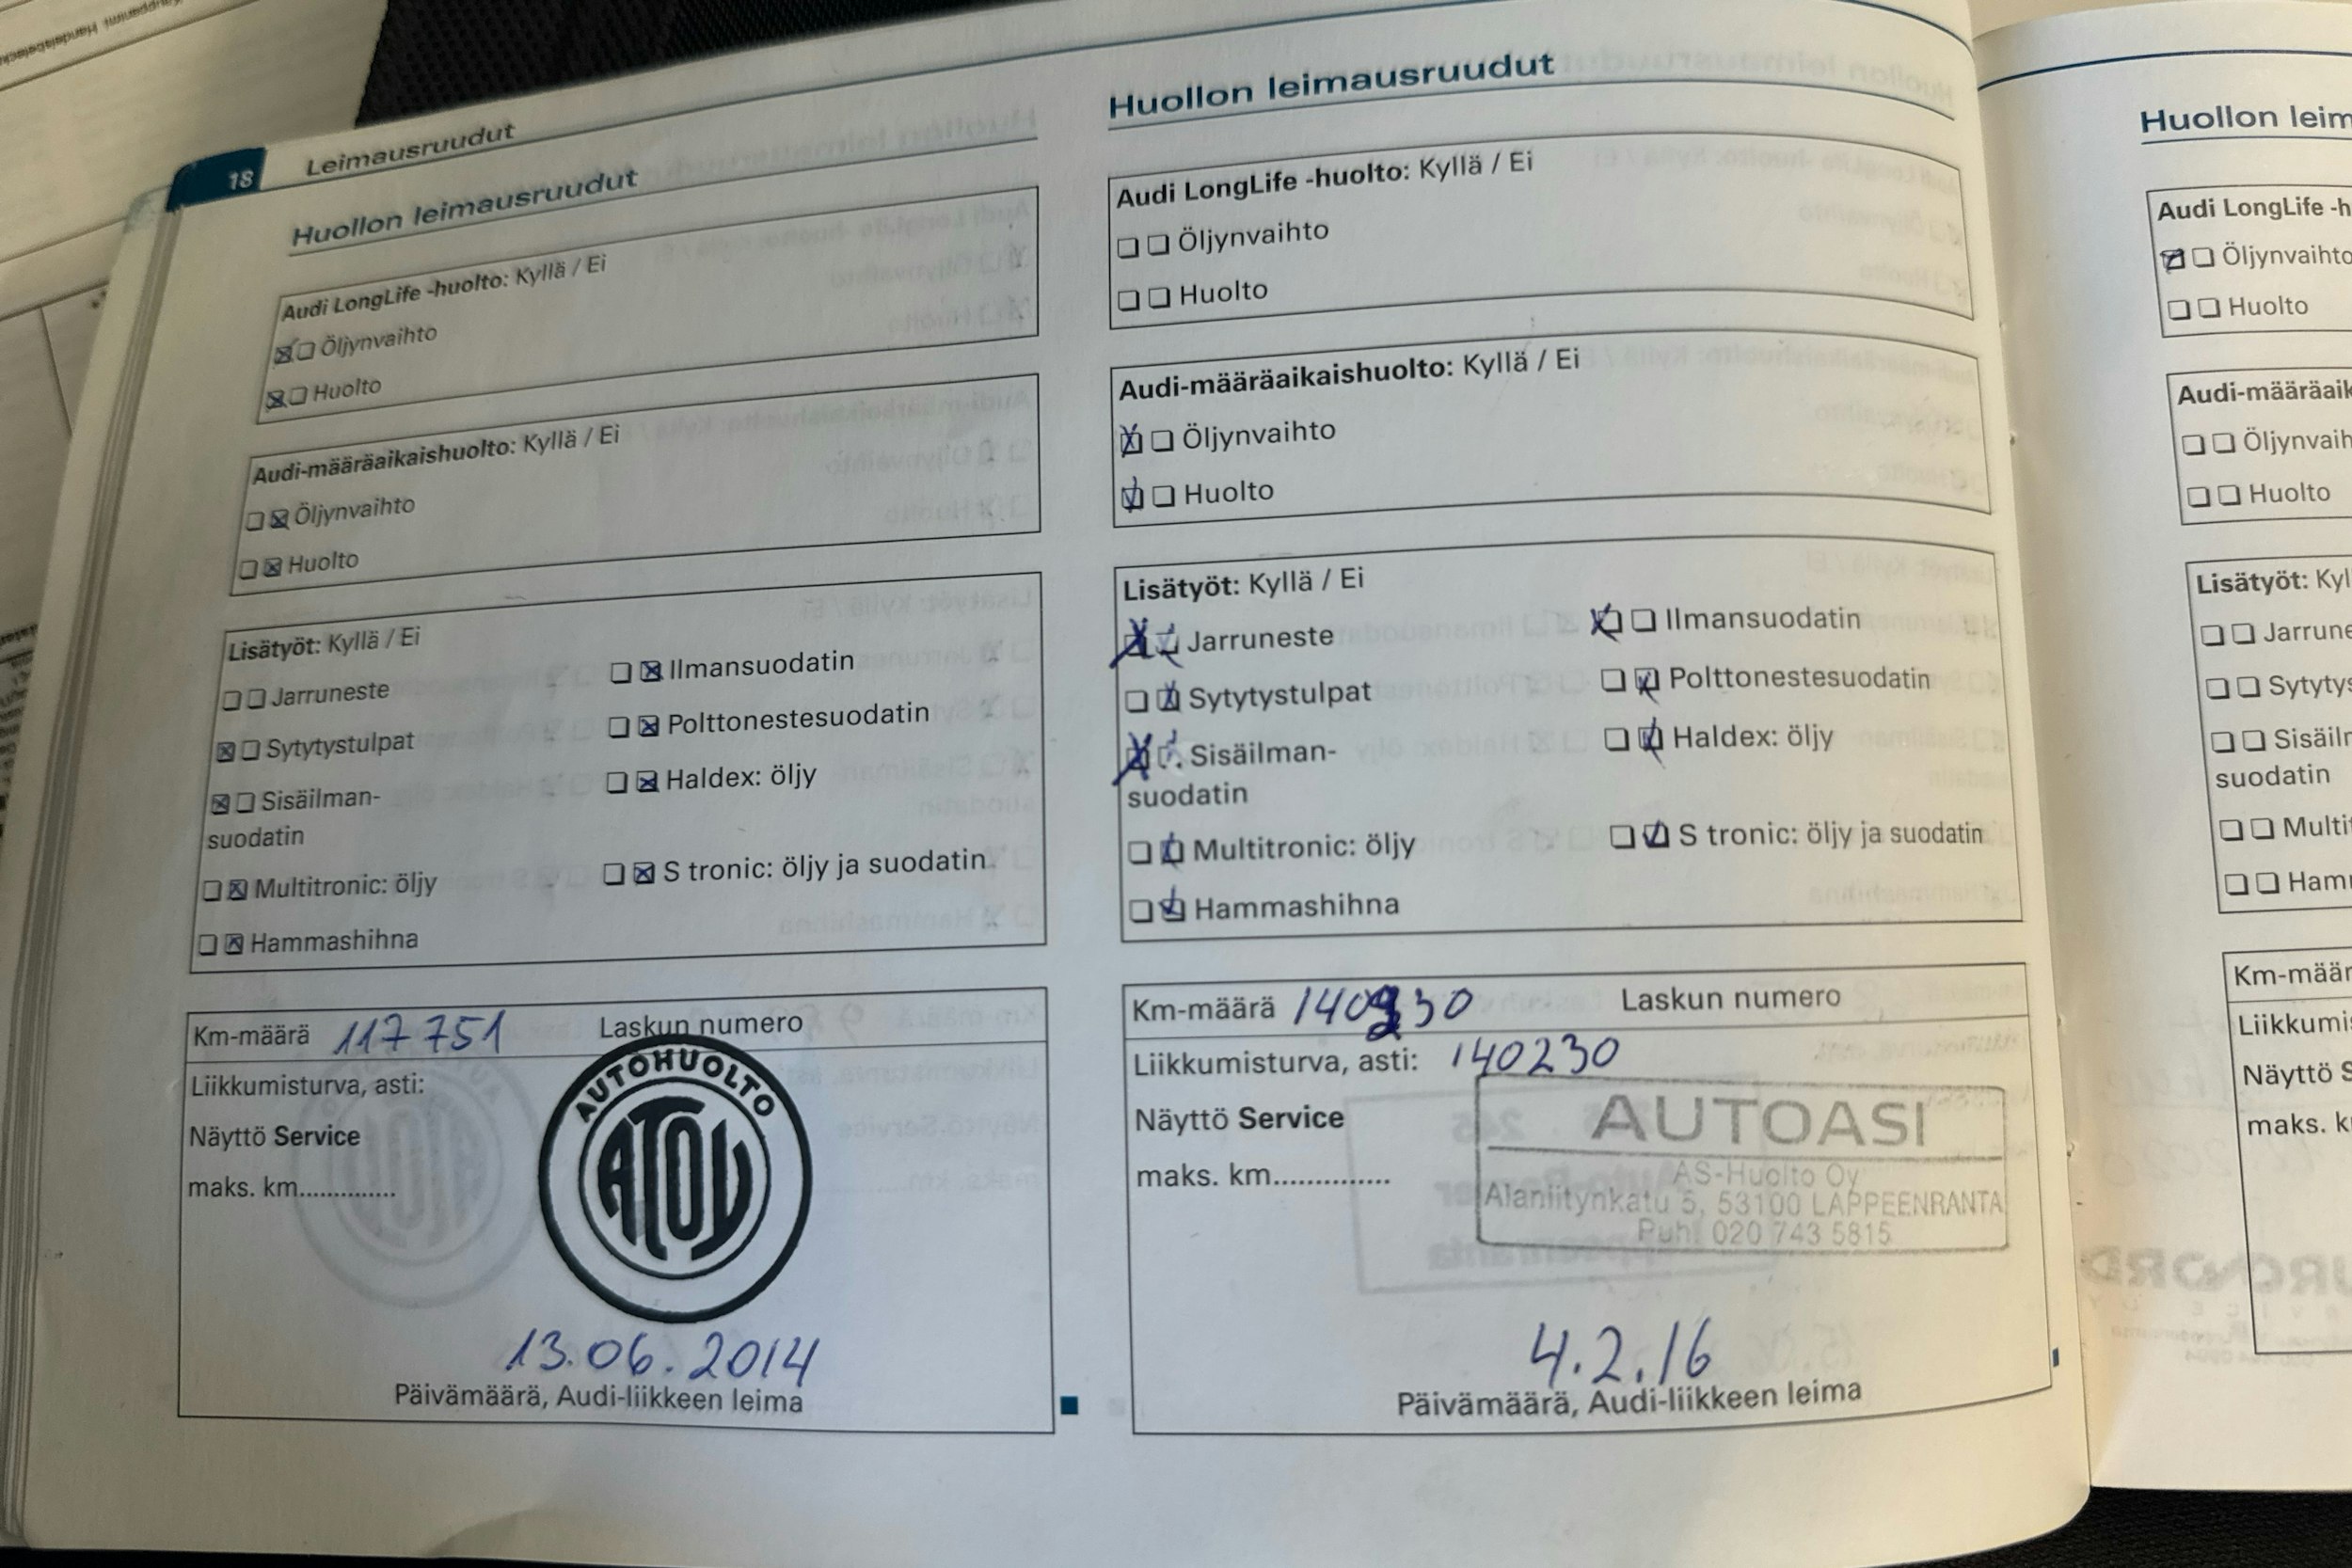 18
Leimausruudut
Huollon leimausruudut
Audi LongLife -huolto: Kyllä / Ei
☒ ☐ Öljynvaihto
☒ ☐ Huolto
Audi-määräaikaishuolto: Kyllä / Ei
☐ ☒ Öljynvaihto
☐ ☒ Huolto
Lisätyöt: Kyllä / Ei
☐ ☐ Jarruneste
☒ ☐ Sytytystulpat
☒ ☐ Sisäilman-
suodatin
☐ ☒ Multitronic: öljy
☐ ☒ Hammashihna
☐ ☒ Ilmansuodatin
☐ ☒ Polttonestesuodatin
☐ ☒ Haldex: öljy
☐ ☒ S tronic: öljy ja suodatin
Km-määrä 117 751 Laskun numero
Liikkumisturva, asti:
Näyttö Service
maks. km..............
AUTOHUOLTO
ATOY
13.06.2014
Päivämäärä, Audi-liikkeen leima
Huollon leimausruudut
Audi LongLife -huolto: Kyllä / Ei
☐ ☐ Öljynvaihto
☐ ☐ Huolto
Audi-määräaikaishuolto: Kyllä / Ei
☒ ☐ Öljynvaihto
☒ ☐ Huolto
Lisätyöt: Kyllä / Ei
☒ ☒ Jarruneste
☐ ☒ Sytytystulpat
☒ ☒ Sisäilman-
suodatin
☐ ☒ Multitronic: öljy
☐ ☒ Hammashihna
☒ ☐ Ilmansuodatin
☐ ☒ Polttonestesuodatin
☐ ☒ Haldex: öljy
☐ ☒ S tronic: öljy ja suodatin
Km-määrä 140230 Laskun numero
Liikkumisturva, asti: 140230
Näyttö Service
maks. km..............
AUTOASI
AS-Huolto Oy
Alaniitynkatu 5, 53100 LAPPEENRANTA
Puh. 020 743 5815
4.2.16
Päivämäärä, Audi-liikkeen leima
Huollon leim
Audi LongLife -h
☒ ☐ Öljynvaihto
☐ ☐ Huolto
Audi-määräaik
☐ ☐ Öljynvaih
☐ ☐ Huolto
Lisätyöt: Kyl
☐ ☐ Jarrune
☐ ☐ Sytytys
☐ ☐ Sisäilm
suodatin
☐ ☐ Multi
☐ ☐ Ham
Km-määr
Liikkumi
Näyttö S
maks. k